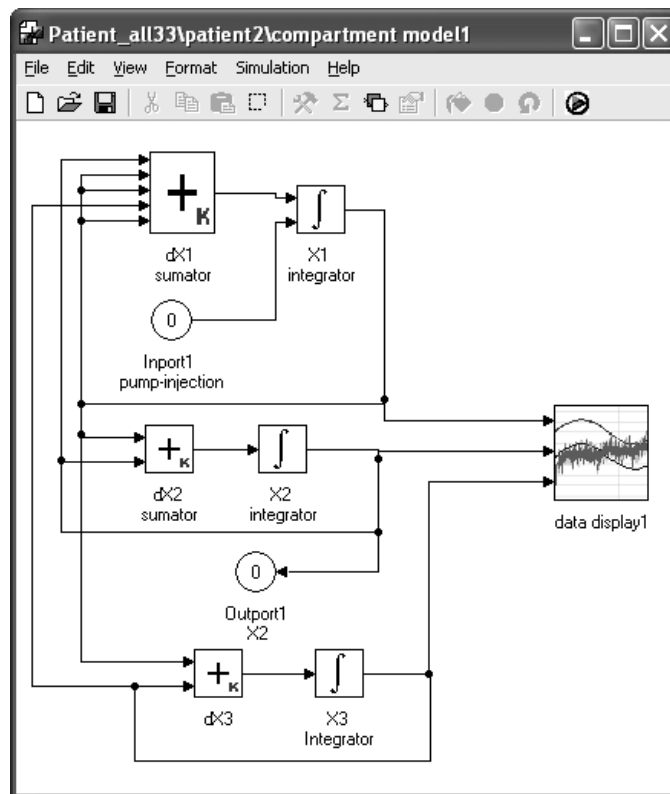 Patient_all33\patient2\compartment model1
File Edit View Format Simulation Help
K
dX1
sumator
X1
integrator
0
Inport1
pump-injection
K
dX2
sumator
X2
integrator
data display1
0
Outport1
X2
K
dX3
X3
Integrator